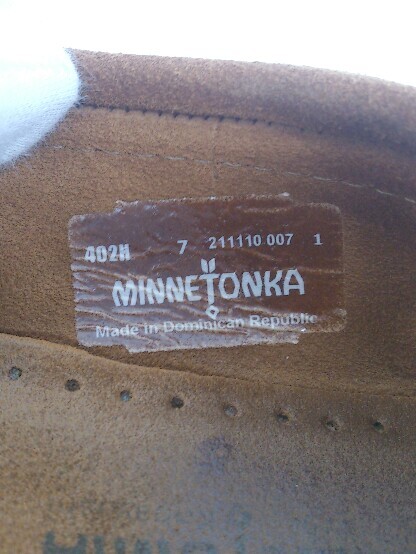 402H 7 211110 007 1
MINNETONKA
Made in Dominican Republic